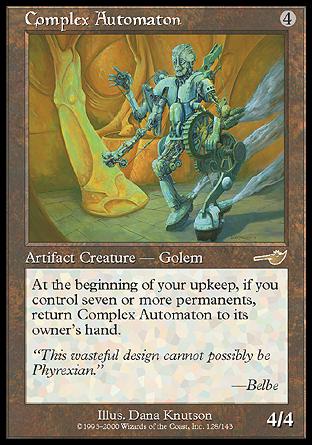 Complex Automaton 4
Artifact Creature — Golem
At the beginning of your upkeep, if you
control seven or more permanents,
return Complex Automaton to its
owner's hand.
"This wasteful design cannot possibly be
Phyrexian."
—Belbe
Illus. Dana Knutson
©1993-2000 Wizards of the Coast, Inc. 128/143
4/4